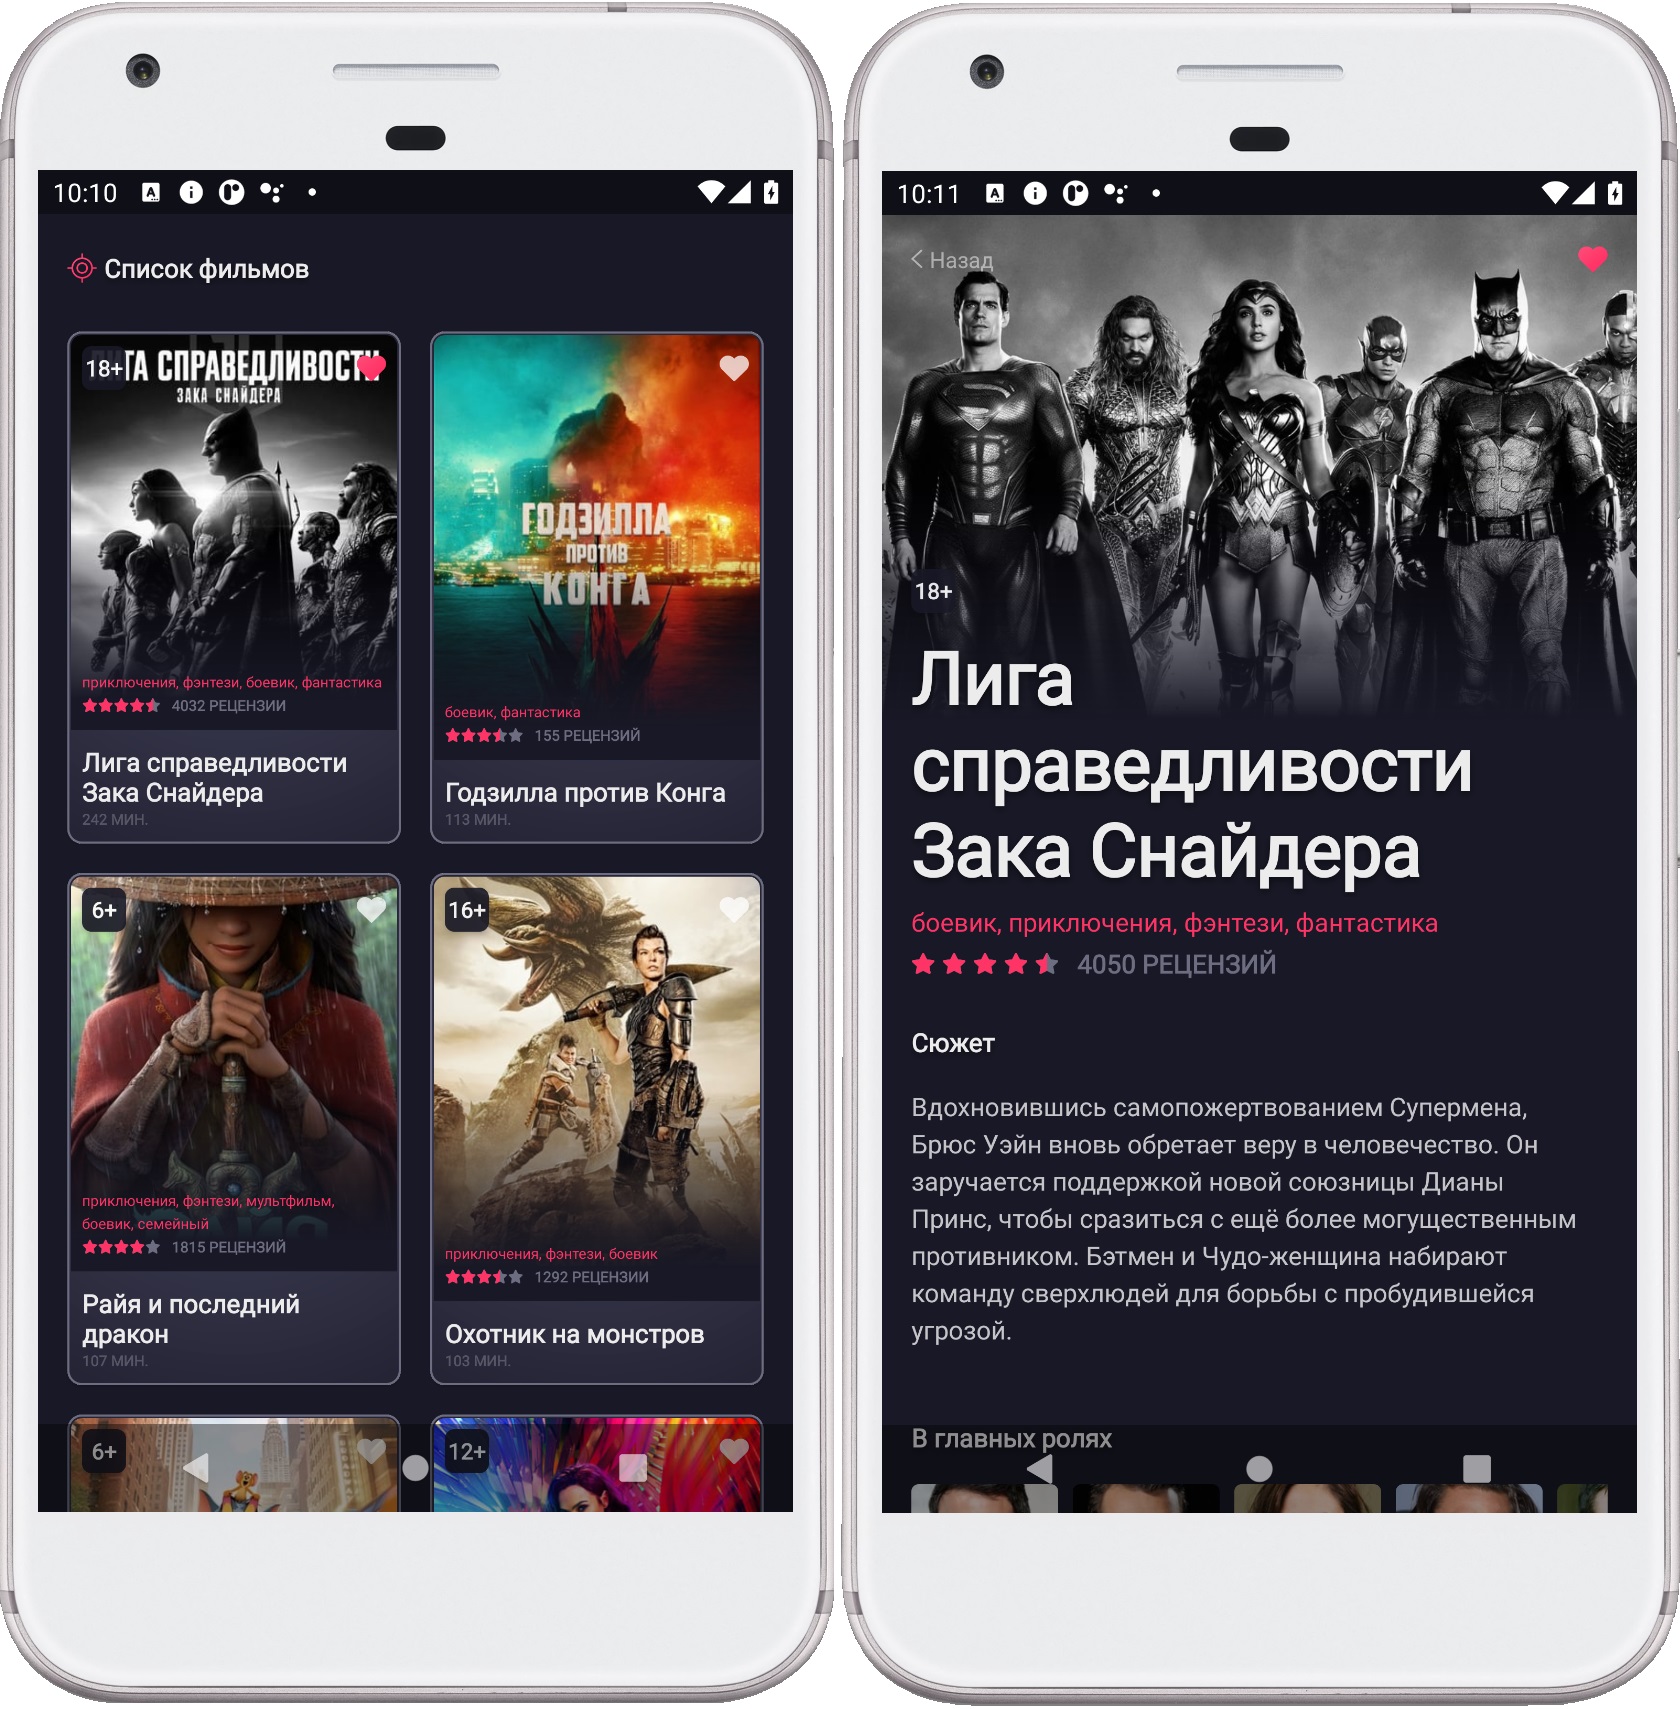 10:10
Список фильмов
ЛИГА СПРАВЕДЛИВОСТИ
18+
ЗАКА СНАЙДЕРА
приключения, фэнтези, боевик, фантастика
4032 РЕЦЕНЗИИ
Лига справедливости
Зака Снайдера
242 МИН.
ГОДЗИЛЛА
ПРОТИВ
КОНГА
боевик, фантастика
155 РЕЦЕНЗИЙ
Годзилла против Конга
113 МИН.
6+
приключения, фэнтези, мультфильм,
боевик, семейный
1815 РЕЦЕНЗИЙ
Райя и последний
дракон
107 МИН.
16+
приключения, фэнтези, боевик
1292 РЕЦЕНЗИИ
Охотник на монстров
103 МИН.
6+
12+
10:11
Назад
18+
Лига
справедливости
Зака Снайдера
боевик, приключения, фэнтези, фантастика
4050 РЕЦЕНЗИЙ
Сюжет
Вдохновившись самопожертвованием Супермена,
Брюс Уэйн вновь обретает веру в человечество. Он
заручается поддержкой новой союзницы Дианы
Принс, чтобы сразиться с ещё более могущественным
противником. Бэтмен и Чудо-женщина набирают
команду сверхлюдей для борьбы с пробудившейся
угрозой.
В главных ролях